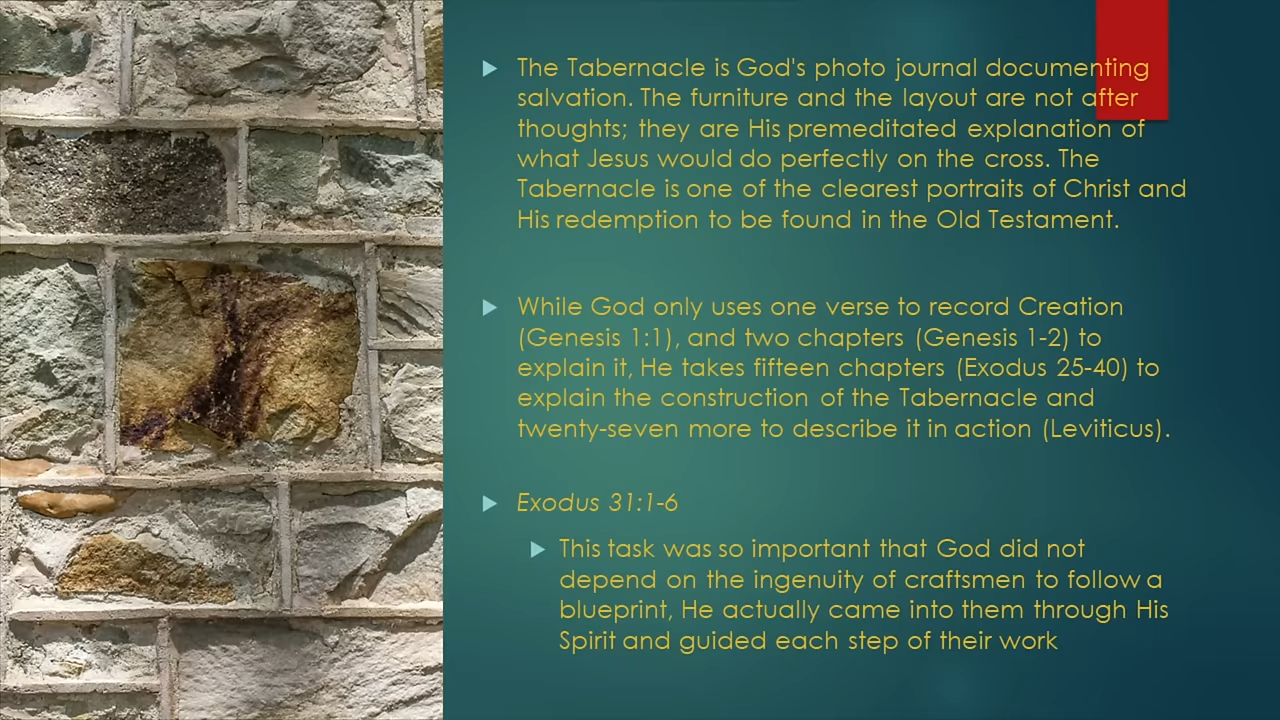 The Tabernacle is God's photo journal documenting
salvation. The furniture and the layout are not after
thoughts; they are His premeditated explanation of
what Jesus would do perfectly on the cross. The
Tabernacle is one of the clearest portraits of Christ and
His redemption to be found in the Old Testament.
While God only uses one verse to record Creation
(Genesis 1:1), and two chapters (Genesis 1-2) to
explain it, He takes fifteen chapters (Exodus 25-40) to
explain the construction of the Tabernacle and
twenty-seven more to describe it in action (Leviticus).
Exodus 31:1-6
This task was so important that God did not
depend on the ingenuity of craftsmen to follow a
blueprint, He actually came into them through His
Spirit and guided each step of their work